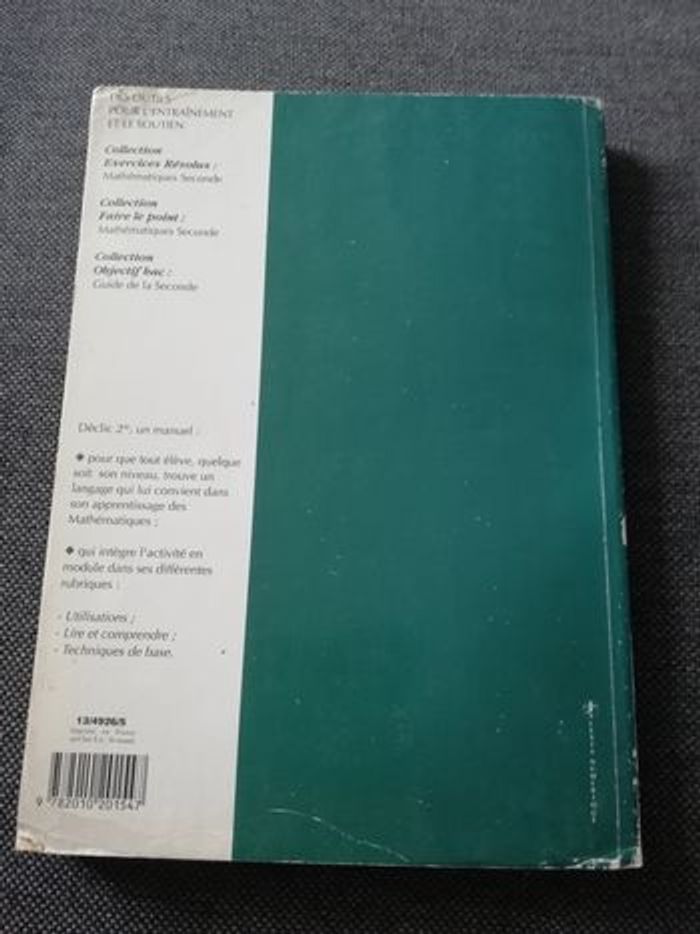 DES OUTILS
POUR L'ENTRAÎNEMENT
ET LE SOUTIEN
Collection
Exercices Résolus :
Mathématiques Seconde
Collection
Faire le point :
Mathématiques Seconde
Collection
Objectif bac :
Guide de la Seconde
Déclic 2de, un manuel :
◆ pour que tout élève, quelque
soit son niveau, trouve un
langage qui lui convient dans
son apprentissage des
Mathématiques ;
◆ qui intègre l'activité en
module dans ses différentes
rubriques :
- Utilisations ;
- Lire et comprendre ;
- Techniques de base.
13/4926/5
9 782010 201547